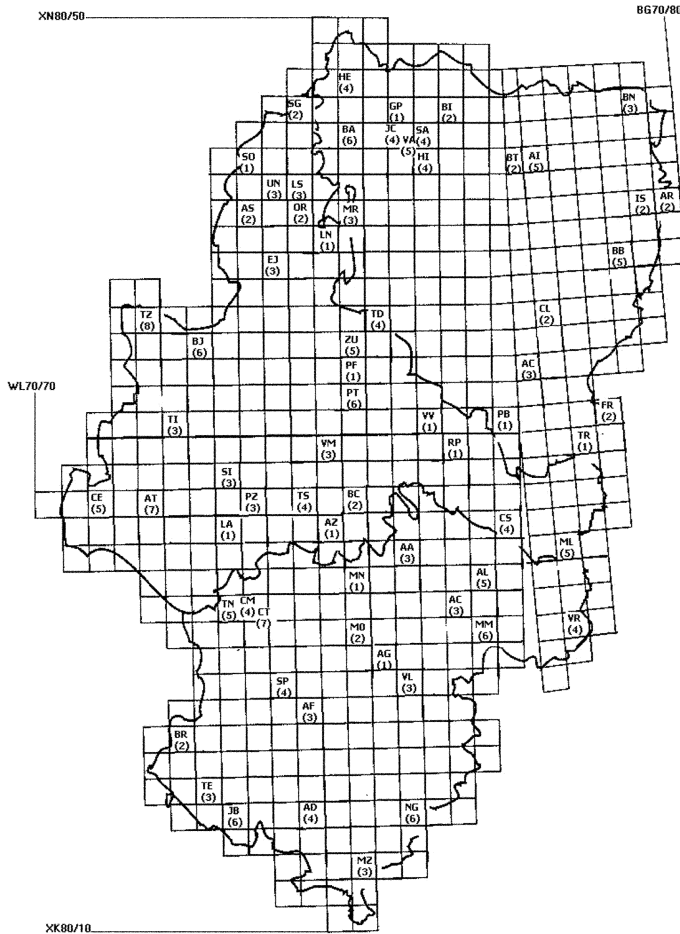 XN80/50
BG70/80
HE
(4)
SG
(2)
GP
(1)
BI
(2)
BN
(3)
BA
(6)
JC
(4)
VA
(5)
SA
(4)
HI
(4)
SO
(1)
BT
(2)
AI
(5)
UN
(3)
LS
(3)
AS
(2)
OR
(2)
MR
(3)
IS
(2)
AR
(2)
LN
(1)
EJ
(3)
BB
(5)
TZ
(8)
TD
(4)
CL
(2)
BJ
(6)
ZU
(5)
PF
(1)
AC
(3)
WL70/70
PT
(6)
TI
(3)
VV
(1)
PB
(1)
FR
(2)
VM
(3)
RP
(1)
TR
(1)
SI
(3)
CE
(5)
AT
(7)
PZ
(3)
TS
(4)
BC
(2)
LA
(1)
AZ
(1)
CS
(4)
AA
(3)
ML
(5)
MN
(1)
AL
(5)
TN
(5)
CM
(4)
CT
(7)
AC
(3)
MO
(2)
MM
(6)
VR
(4)
AG
(1)
SP
(4)
VL
(3)
AF
(3)
BR
(2)
TE
(3)
JB
(6)
AD
(4)
NG
(6)
MZ
(3)
XK80/10